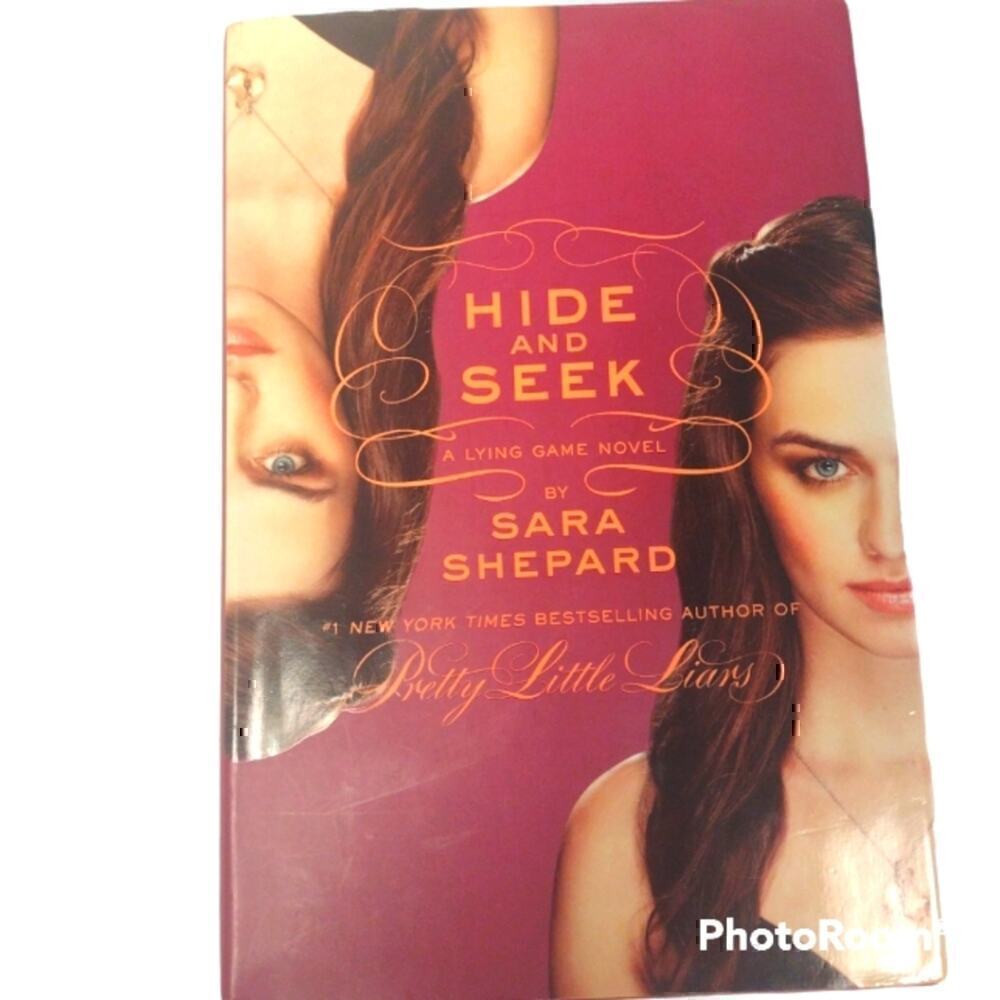 HIDE
AND
SEEK
A LYING GAME NOVEL
BY
SARA
SHEPARD
#1 NEW YORK TIMES BESTSELLING AUTHOR OF
Pretty Little Liars
PhotoRoom